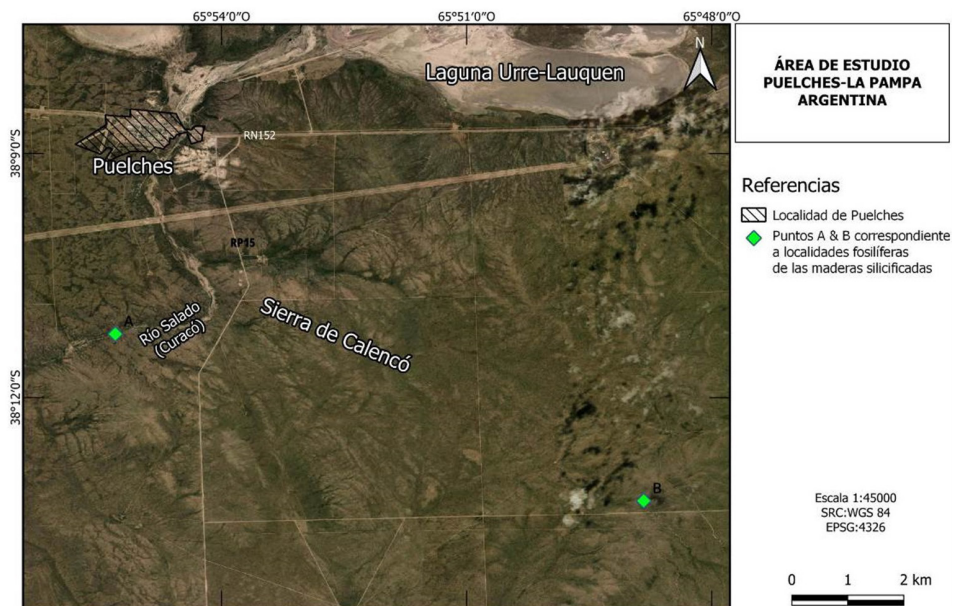 65°54'0"O
65°51'0"O
65°48'0"O
38°9'0"S
38°12'0"S
Laguna Urre-Lauquen
N
RN152
Puelches
RP15
A
Río Salado
(Curacó)
Sierra de Calencó
B
ÁREA DE ESTUDIO
PUELCHES-LA PAMPA
ARGENTINA
Referencias
Localidad de Puelches
Puntos A & B correspondiente
a localidades fosilíferas
de las maderas silicificadas
Escala 1:45000
SRC:WGS 84
EPSG:4326
0 1 2 km